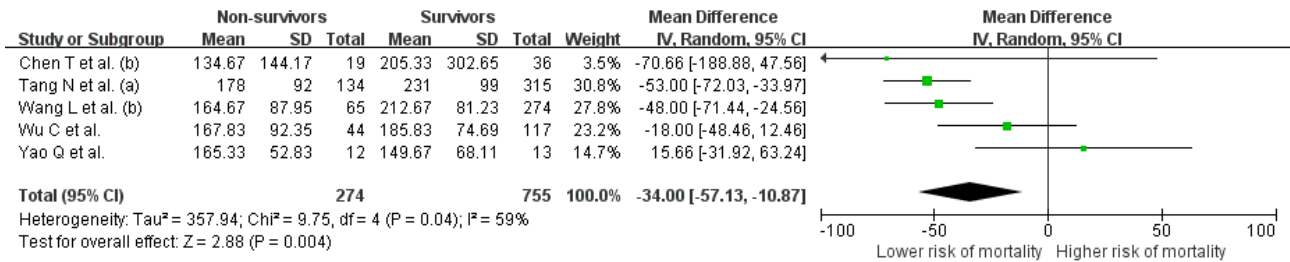 Non-survivors Survivors Mean Difference Mean Difference
Study or Subgroup Mean SD Total Mean SD Total Weight IV, Random, 95% CI IV, Random, 95% CI
Chen T et al. (b) 134.67 144.17 19 205.33 302.65 36 3.5% -70.66 [-188.88, 47.56]
Tang N et al. (a) 178 92 134 231 99 315 30.8% -53.00 [-72.03, -33.97]
Wang L et al. (b) 164.67 87.95 65 212.67 81.23 274 27.8% -48.00 [-71.44, -24.56]
Wu C et al. 167.83 92.35 44 185.83 74.69 117 23.2% -18.00 [-48.46, 12.46]
Yao Q et al. 165.33 52.83 12 149.67 68.11 13 14.7% 15.66 [-31.92, 63.24]
Total (95% CI) 274 755 100.0% -34.00 [-57.13, -10.87]
Heterogeneity: Tau² = 357.94; Chi² = 9.75, df = 4 (P = 0.04); I² = 59%
Test for overall effect: Z = 2.88 (P = 0.004)
-100 -50 0 50 100
Lower risk of mortality Higher risk of mortality